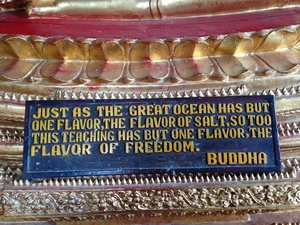 JUST AS THE GREAT OCEAN HAS BUT
ONE FLAVOR, THE FLAVOR OF SALT, SO TOO
THIS TEACHING HAS BUT ONE FLAVOR, THE
FLAVOR OF FREEDOM.
BUDDHA